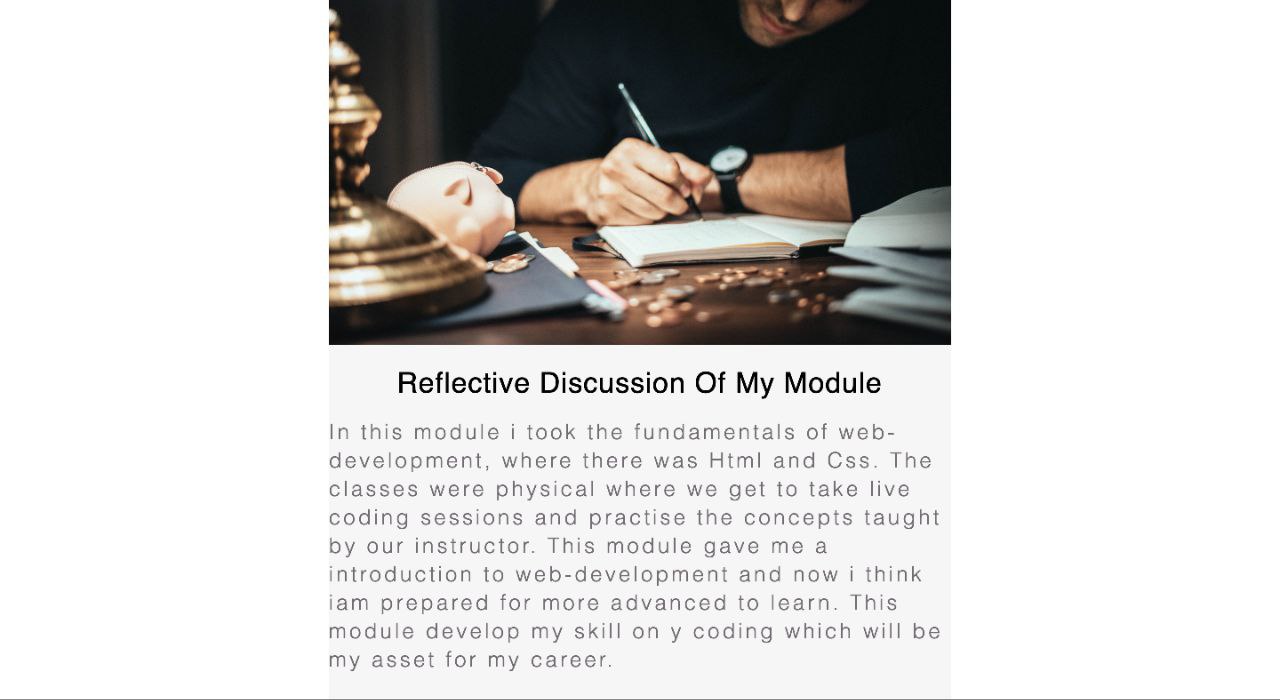 Reflective Discussion Of My Module
In this module i took the fundamentals of web-
development, where there was Html and Css. The
classes were physical where we get to take live
coding sessions and practise the concepts taught
by our instructor. This module gave me a
introduction to web-development and now i think
iam prepared for more advanced to learn. This
module develop my skill on y coding which will be
my asset for my career.